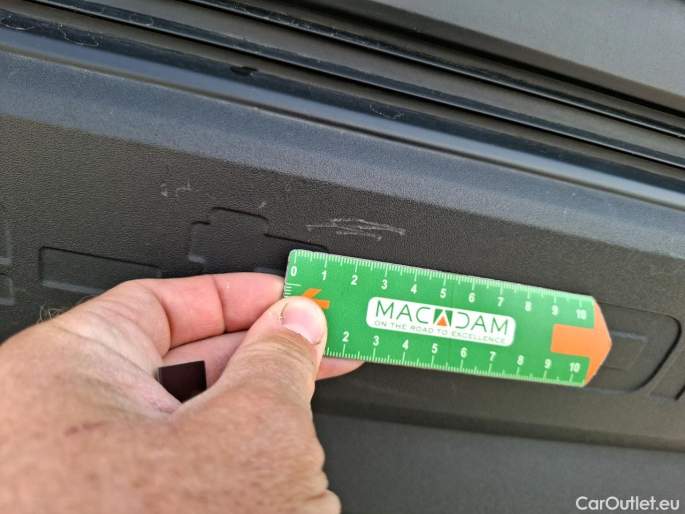 0 1 2 3 4 5 6 7 8 9 10
MACADAM
ON THE ROAD TO EXCELLENCE
2 3 4 5 6 7 8 9 10
CarOutlet.eu